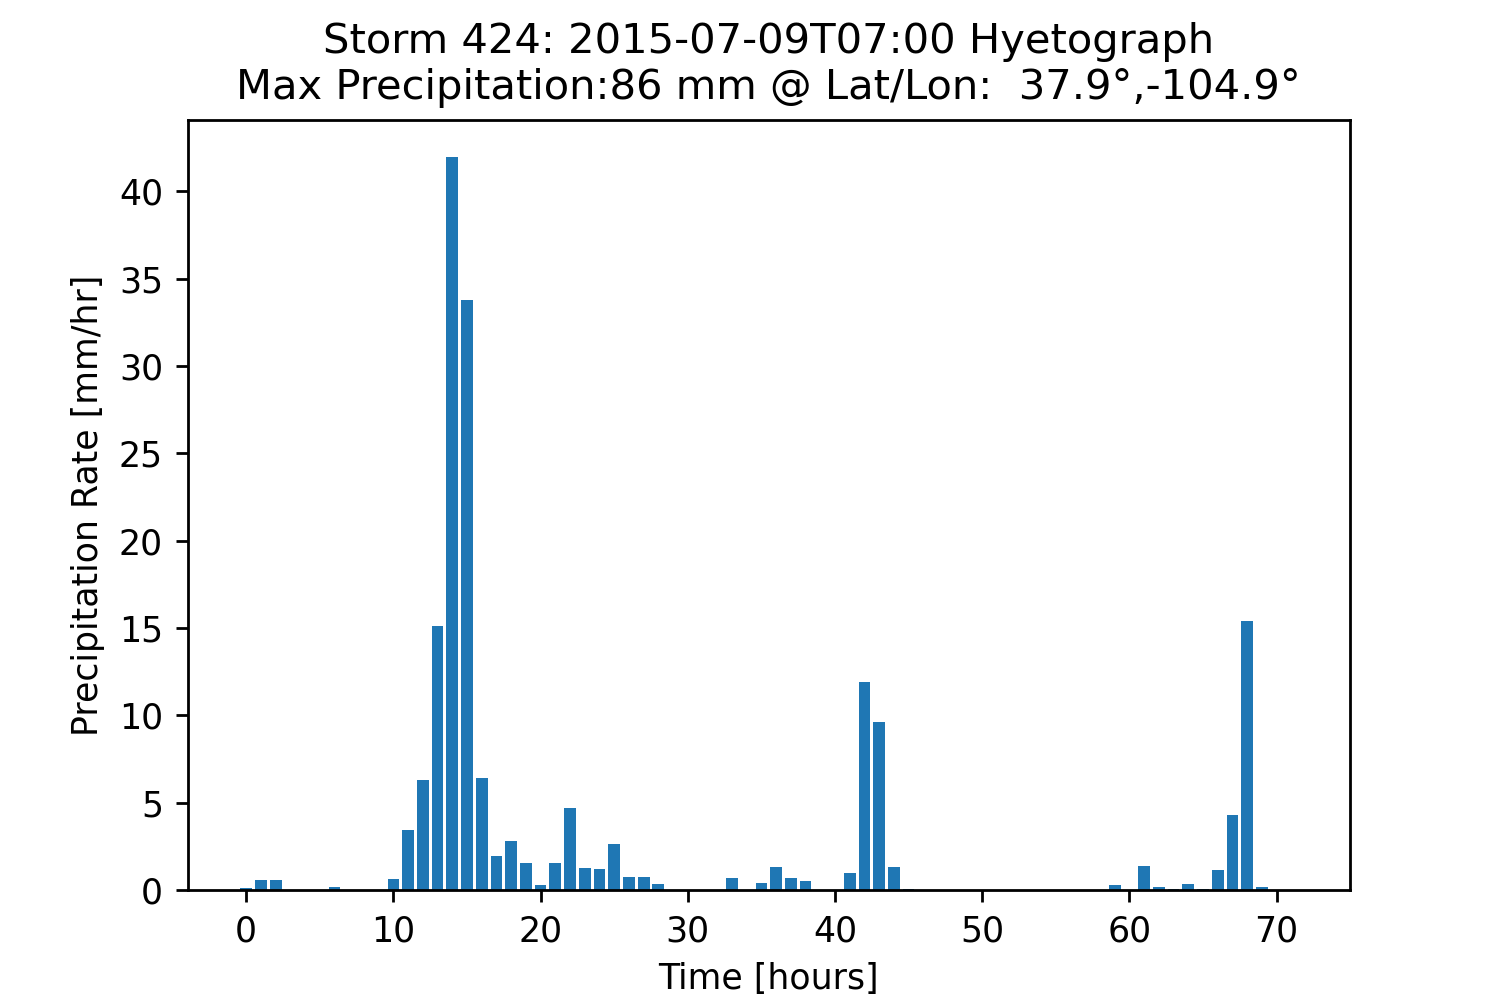 Storm 424: 2015-07-09T07:00 Hyetograph
Max Precipitation:86 mm @ Lat/Lon:  37.9°,-104.9°
Precipitation Rate [mm/hr]
40
35
30
25
20
15
10
5
0
0 10 20 30 40 50 60 70
Time [hours]